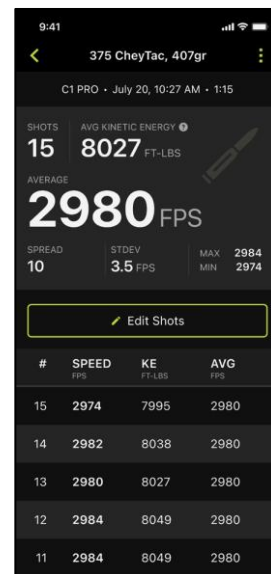 9:41
375 CheyTac, 407gr
C1 PRO • July 20, 10:27 AM • 1:15
SHOTS AVG KINETIC ENERGY ?
15 8027 FT-LBS
AVERAGE
2980 FPS
SPREAD STDEV MAX 2984
10 3.5 FPS MIN 2974
Edit Shots
# SPEED KE AVG
FPS FT-LBS FPS
15 2974 7995 2980
14 2982 8038 2980
13 2980 8027 2980
12 2984 8049 2980
11 2984 8049 2980